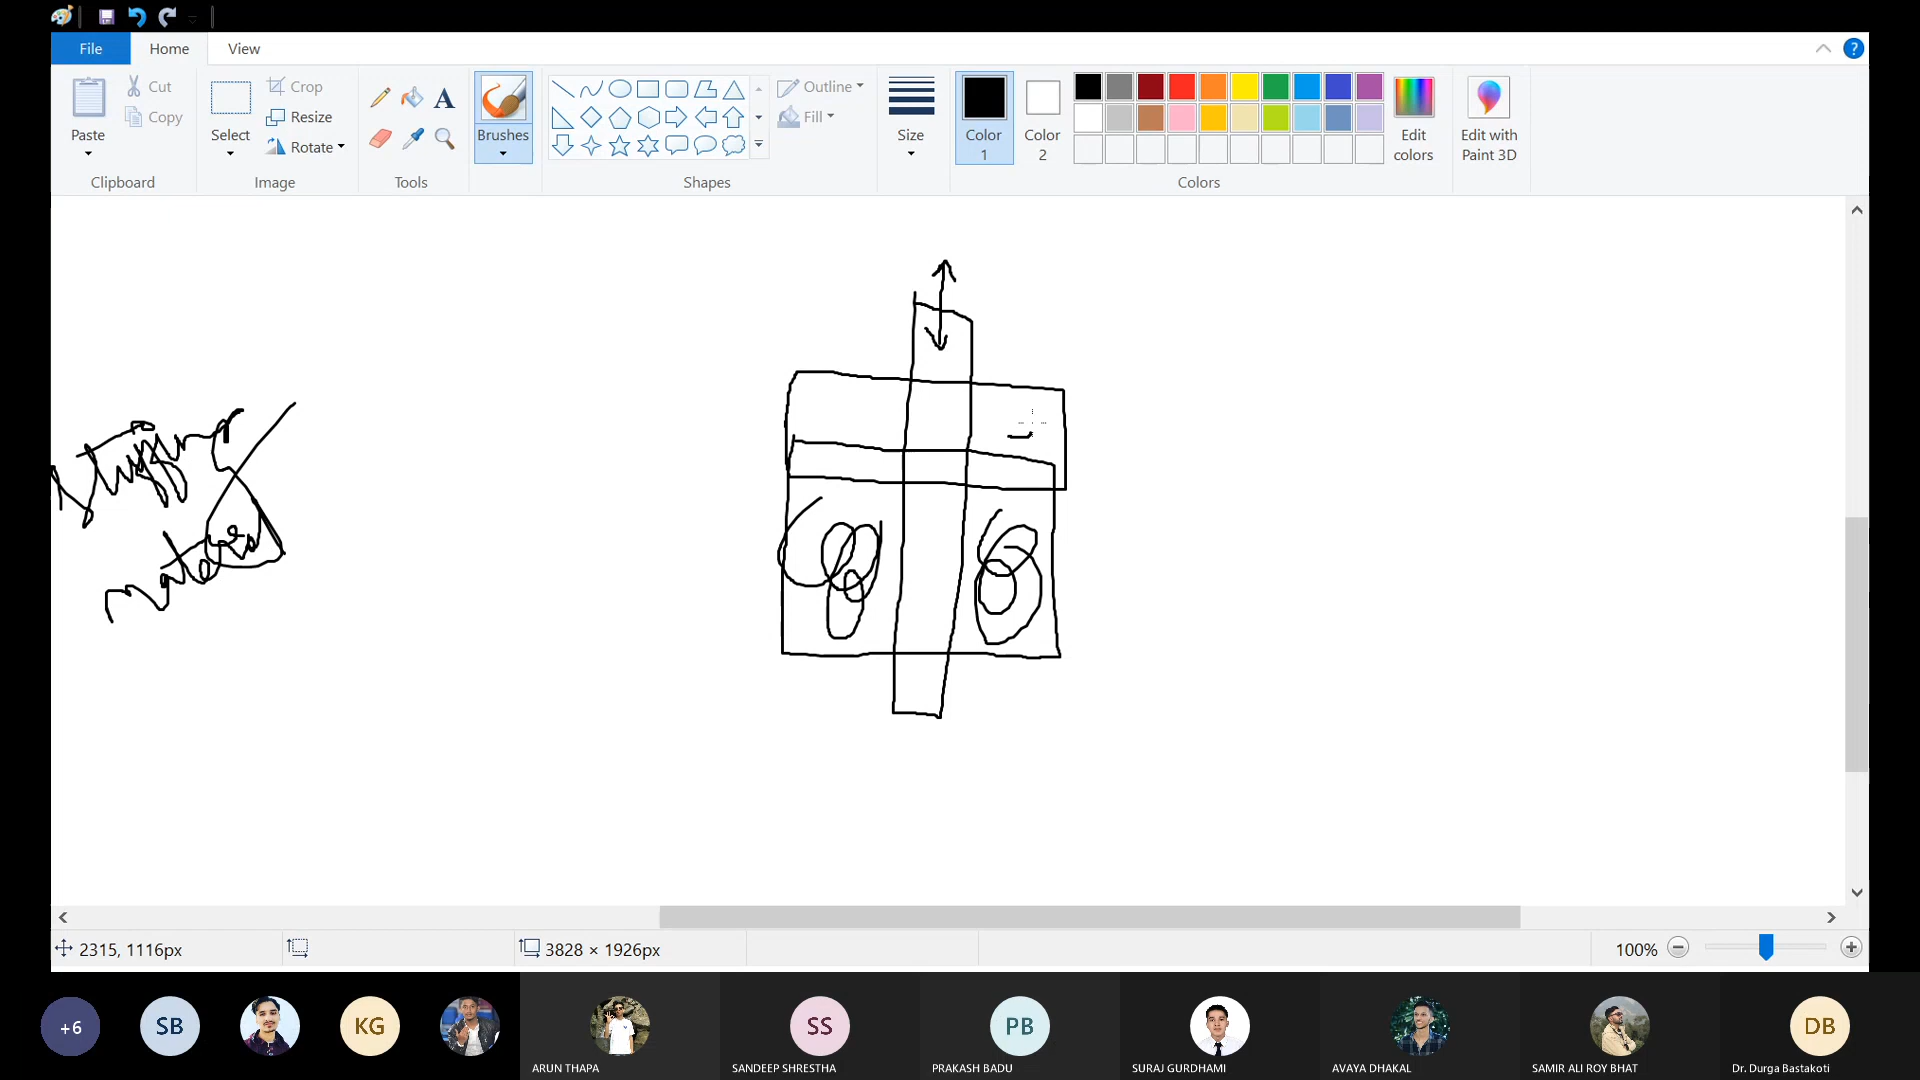 File Home View
Cut
Copy
Paste
Clipboard
Select
Crop
Resize
Rotate
Image
A
Tools
Brushes
Outline
Fill
Shapes
Size
Color 1
Color 2
Edit colors
Colors
Edit with Paint 3D
?
material
2315, 1116px
3828 × 1926px
100%
+6
SB
KG
ARUN THAPA
SS
SANDEEP SHRESTHA
PB
PRAKASH BADU
SURAJ GURDHAMI
AVAYA DHAKAL
SAMIR ALI ROY BHAT
DB
Dr. Durga Bastakoti